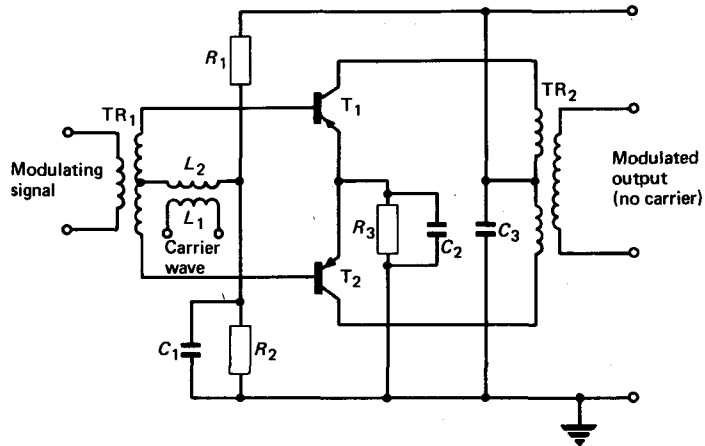 R1
T1
TR1
TR2
L2
Modulating
signal
L1
Carrier
wave
R3
C2
C3
Modulated
output
(no carrier)
T2
C1
R2